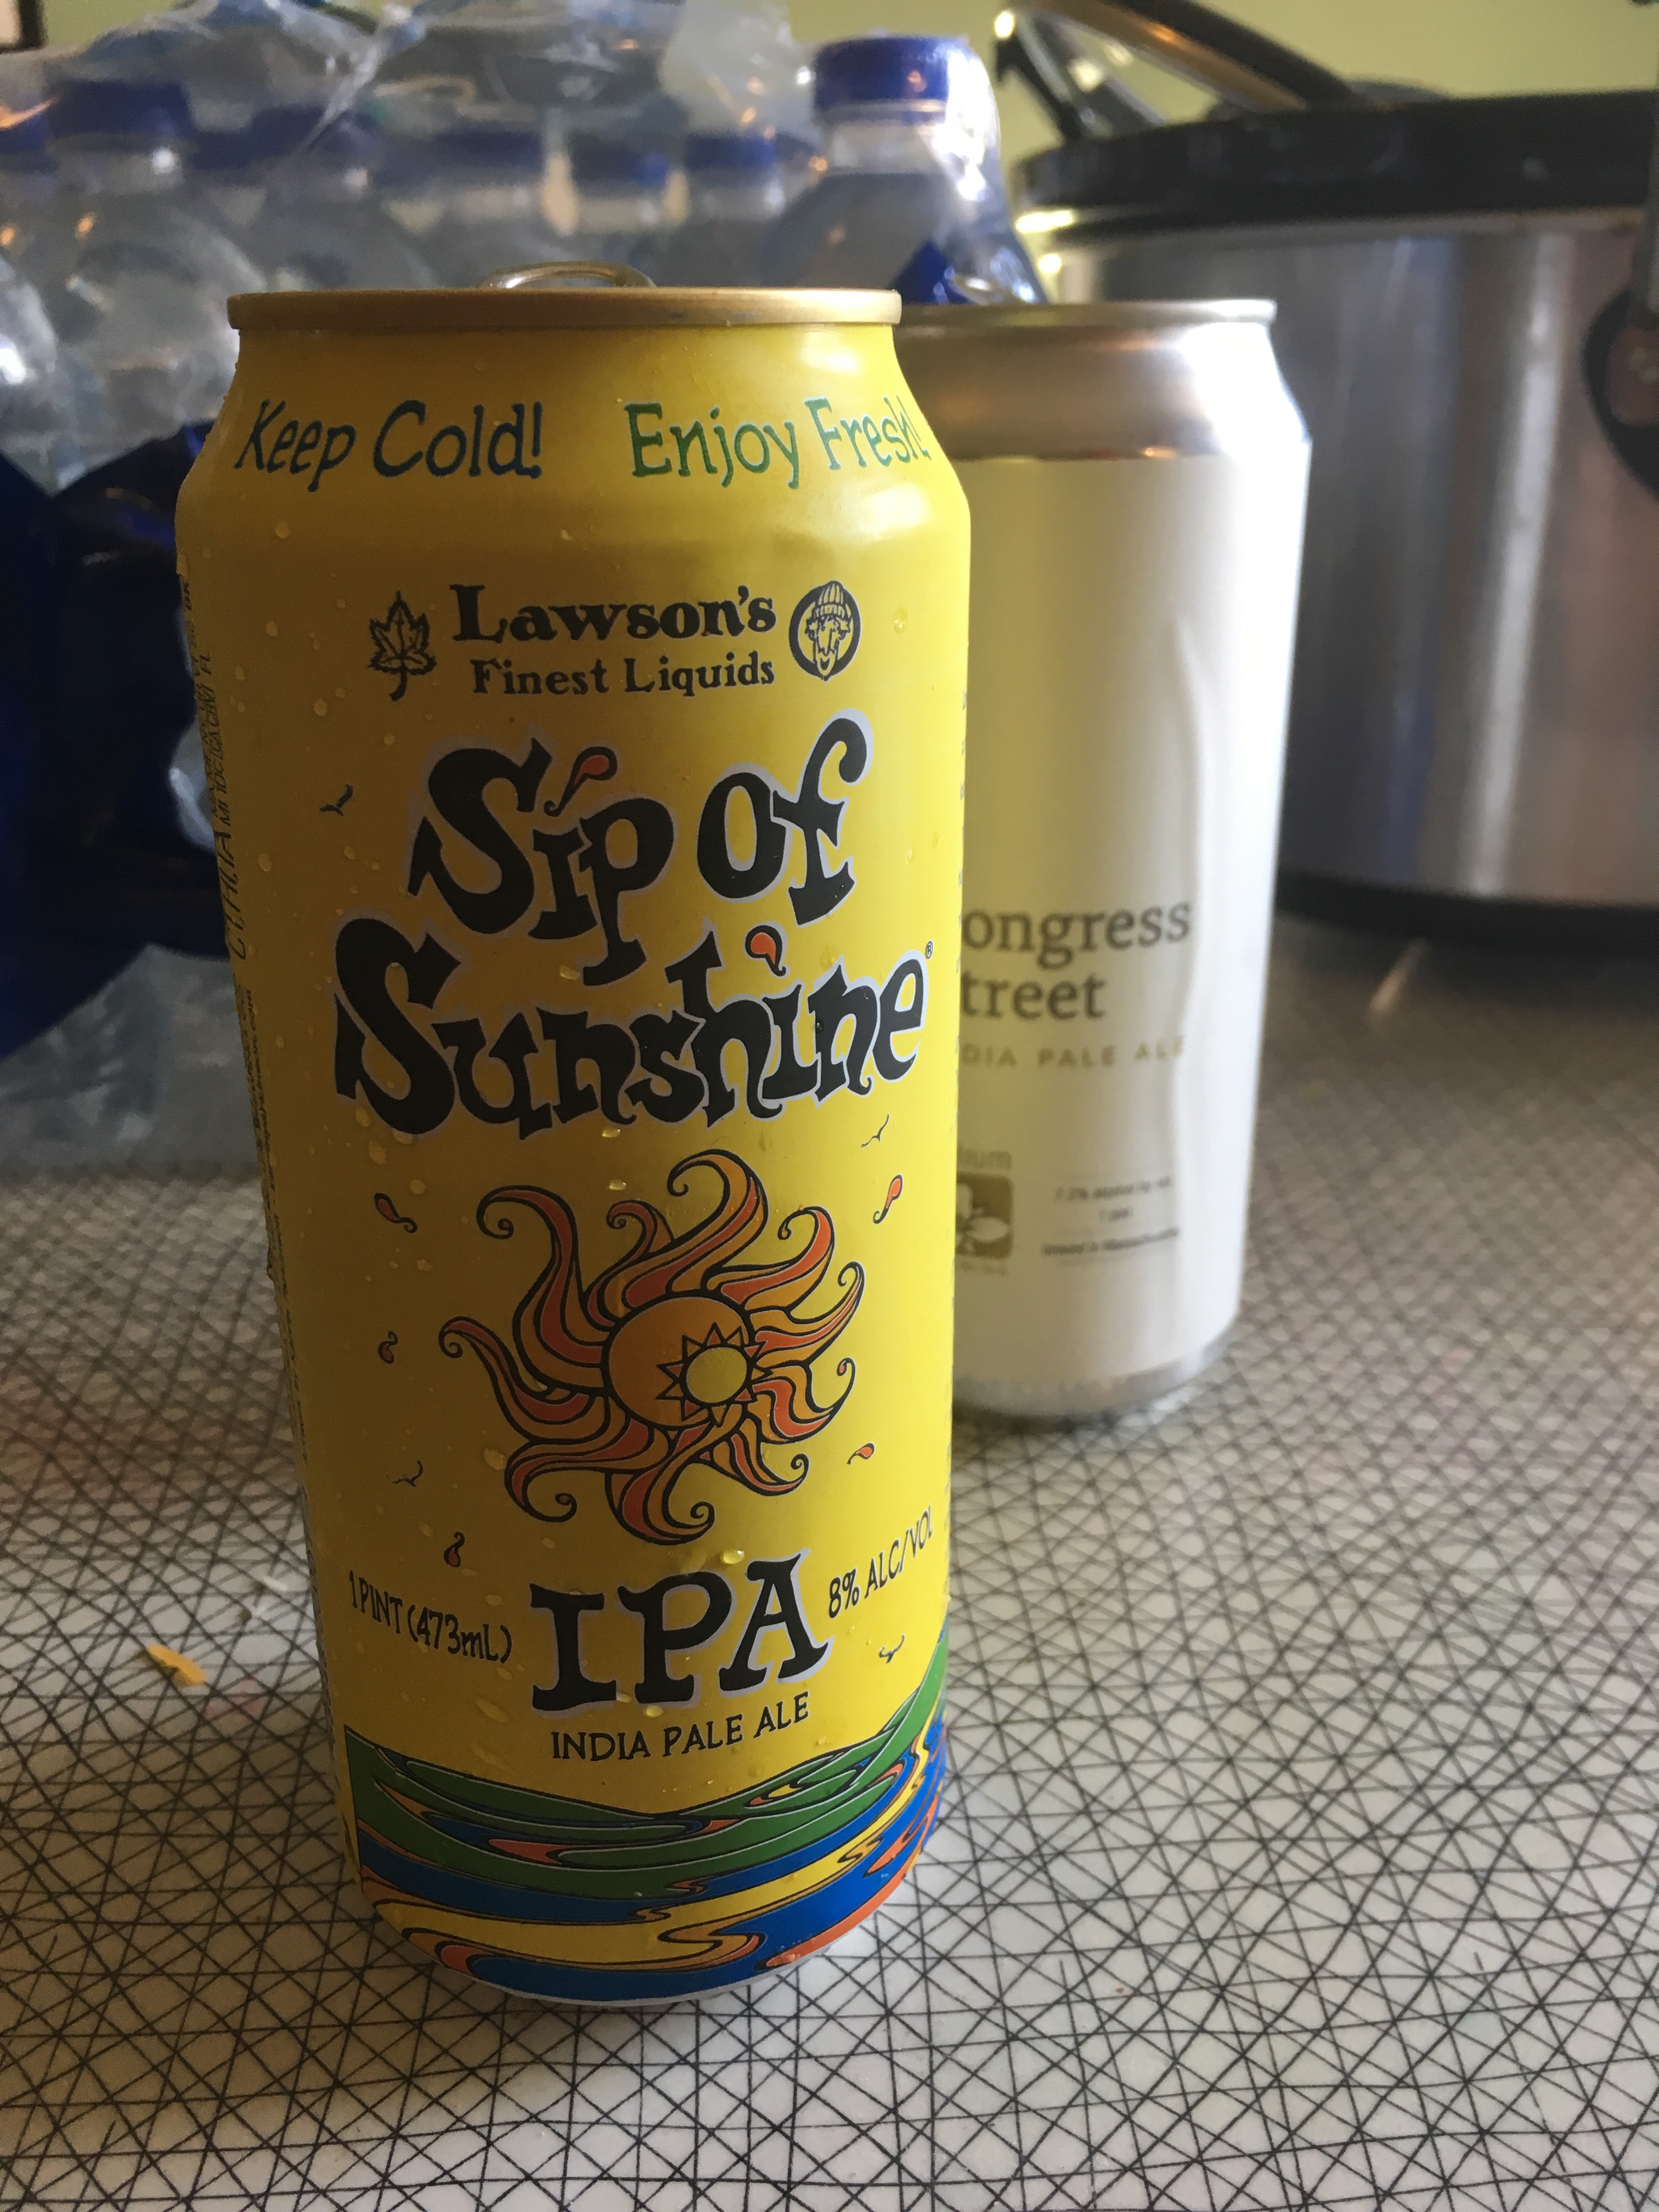 Keep Cold! Enjoy Fresh!
Lawson's
Finest Liquids
Sip of
Sunshine®
1 PINT (473mL)
IPA
8% ALC/VOL
INDIA PALE ALE
ongress
treet
DIA PALE ALE
ium